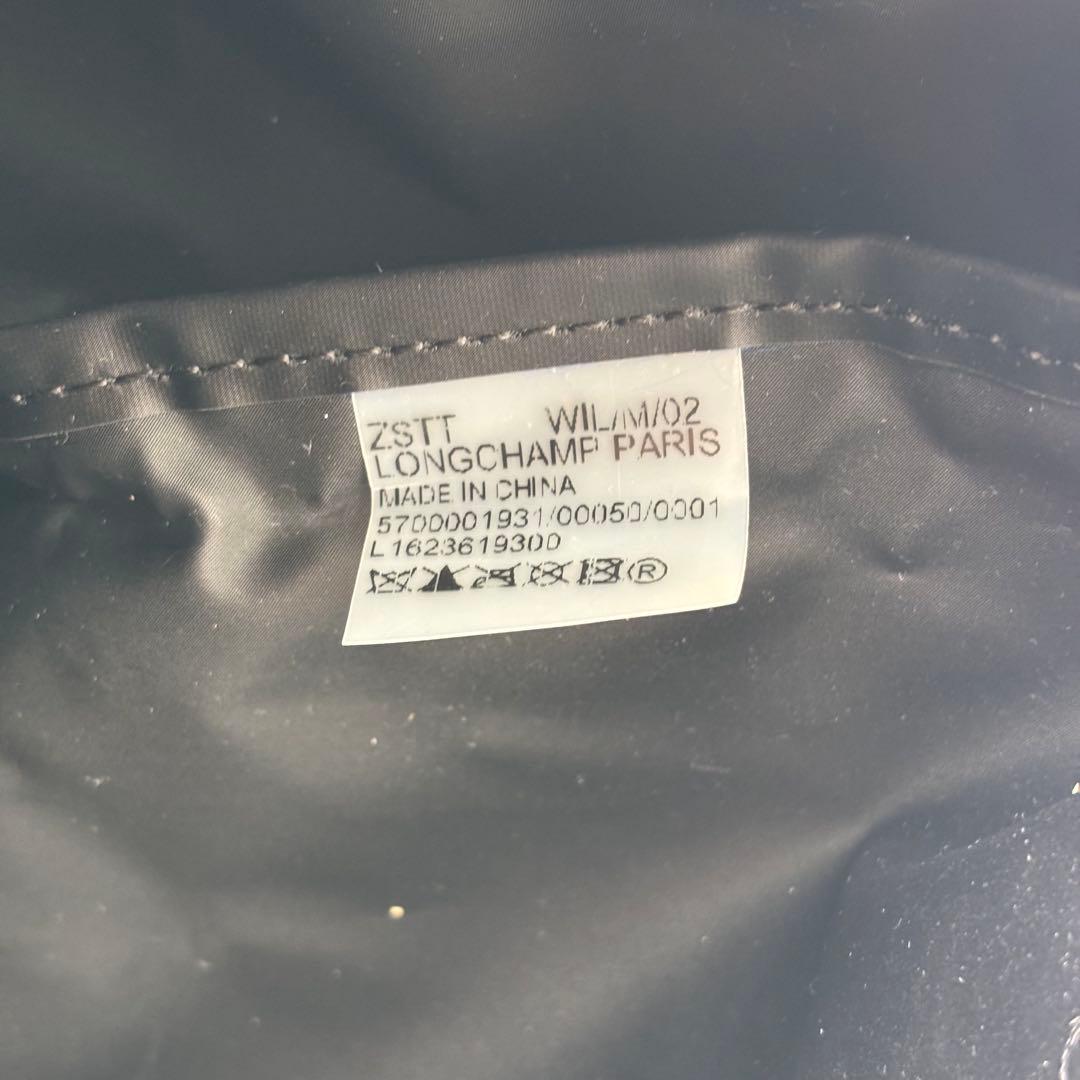 ZSTT WIL/M/02
LONGCHAMP PARIS
MADE IN CHINA
5700001931/00050/0001
L1623619300
®